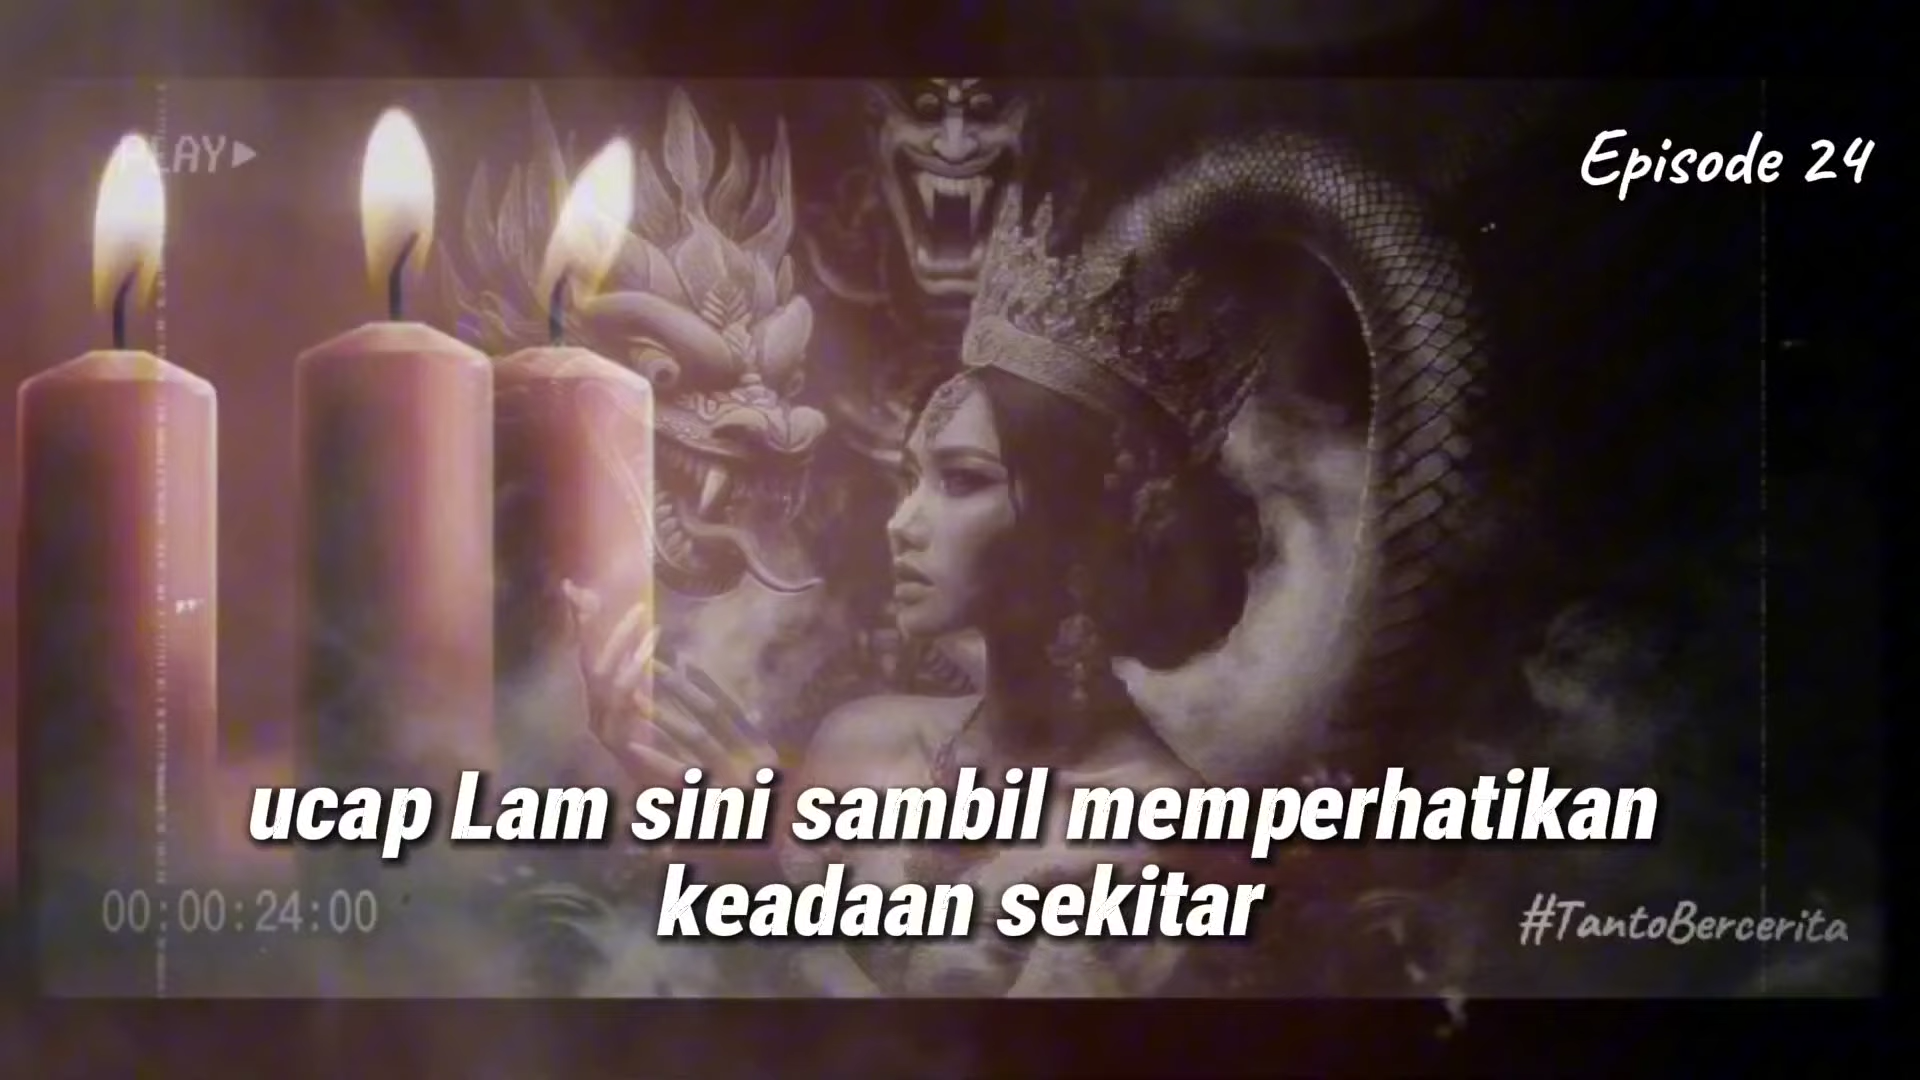 PLAY
Episode 24
ucap Lam sini sambil memperhatikan
keadaan sekitar
00:00:24:00
#TantoBercerita